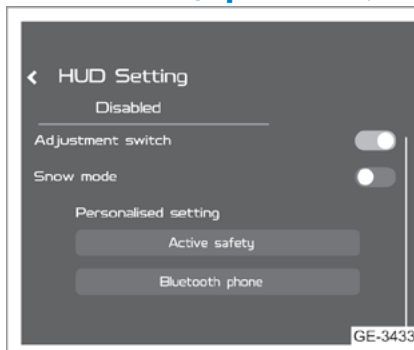 HUD Setting
Disabled
Adjustment switch
Snow mode
Personalised setting
Active safety
Bluetooth phone
GE-3433